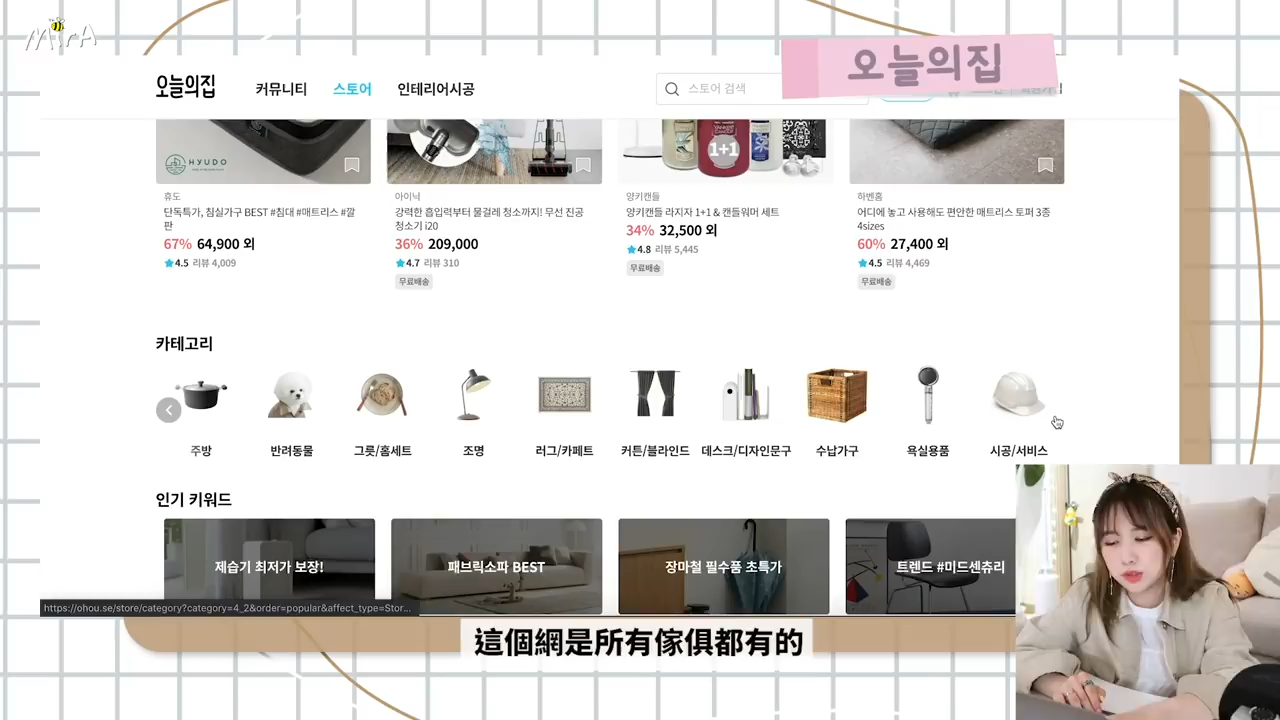 MirA
오늘의집
오늘의집
커뮤니티
스토어
인테리어시공
스토어 검색
HYUDO
1+1
휴도
단독특가, 침실가구 BEST #침대 #매트리스 #깔
판
67% 64,900 외
4.5 리뷰 4,009
아이닉
강력한 흡입력부터 물걸레 청소까지! 무선 진공
청소기 i20
36% 209,000
4.7 리뷰 310
무료배송
양키캔들
양키캔들 라지자 1+1 & 캔들워머 세트
34% 32,500 외
4.8 리뷰 5,445
무료배송
하벤홈
어디에 놓고 사용해도 편안한 매트리스 토퍼 3종
4sizes
60% 27,400 외
4.5 리뷰 4,469
무료배송
카테고리
주방
반려동물
그릇/홈세트
조명
러그/카페트
커튼/블라인드
데스크/디자인문구
수납가구
욕실용품
시공/서비스
인기 키워드
제습기 최저가 보장!
패브릭소파 BEST
장마철 필수품 초특가
트렌드 #미드센츄리
https://ohou.se/store/category?category=4_2&order=popular&affect_type=Stor...
這個網是所有傢俱都有的